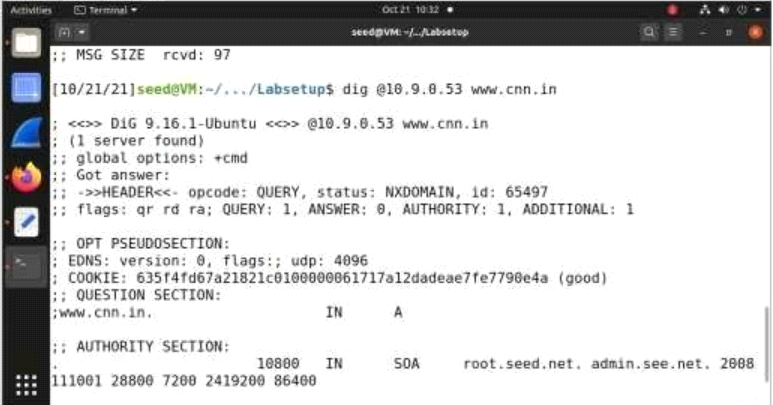 Activities Terminal Oct 21 10:32
seed@VM: ~/.../Labsetup
;; MSG SIZE rcvd: 97
[10/21/21]seed@VM:~/.../Labsetup$ dig @10.9.0.53 www.cnn.in
; <<>> DiG 9.16.1-Ubuntu <<>> @10.9.0.53 www.cnn.in
; (1 server found)
;; global options: +cmd
;; Got answer:
;; ->>HEADER<<- opcode: QUERY, status: NXDOMAIN, id: 65497
;; flags: qr rd ra; QUERY: 1, ANSWER: 0, AUTHORITY: 1, ADDITIONAL: 1
;; OPT PSEUDOSECTION:
; EDNS: version: 0, flags:; udp: 4096
; COOKIE: 635f4fd67a21821c0100000061717a12dadeae7fe7790e4a (good)
;; QUESTION SECTION:
;www.cnn.in. IN A
;; AUTHORITY SECTION:
. 10800 IN SOA root.seed.net. admin.see.net. 2008
111001 28800 7200 2419200 86400